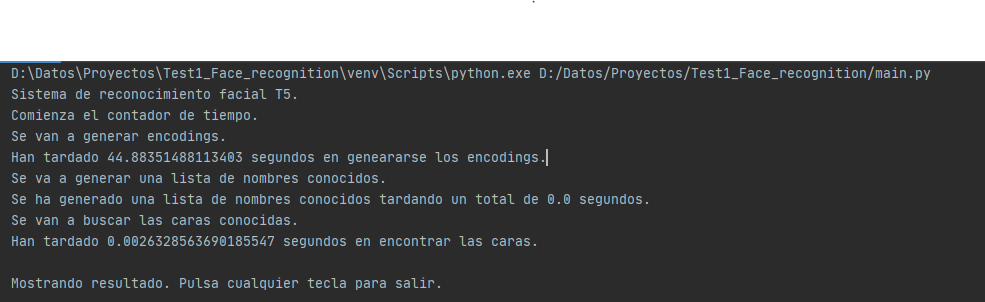 D:\Datos\Proyectos\Test1_Face_recognition\venv\Scripts\python.exe D:/Datos/Proyectos/Test1_Face_recognition/main.py
Sistema de reconocimiento facial T5.
Comienza el contador de tiempo.
Se van a generar encodings.
Han tardado 44.88351488113403 segundos en geneararse los encodings.
Se va a generar una lista de nombres conocidos.
Se ha generado una lista de nombres conocidos tardando un total de 0.0 segundos.
Se van a buscar las caras conocidas.
Han tardado 0.0026328563690185547 segundos en encontrar las caras.
Mostrando resultado. Pulsa cualquier tecla para salir.